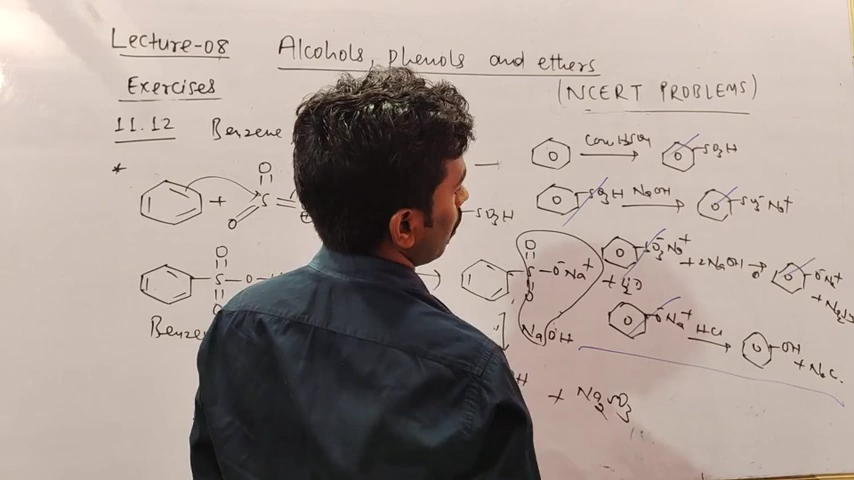 Lecture-08 Alcohols, phenols and ethers
Exercises (NCERT PROBLEMS)
11.12 Benzene
Conc H₂SO₄ → SO₃H
* + O S O SO₃H
SO₃H NaOH → SO₃⁻Na⁺
O S O O – → O S O O⁻Na⁺
SO₃⁻Na⁺ + 2NaOH → O⁻Na⁺
+ H₂O
Benzene
NaOH
O⁻Na⁺ HCl → OH
H + Na₂SO₃